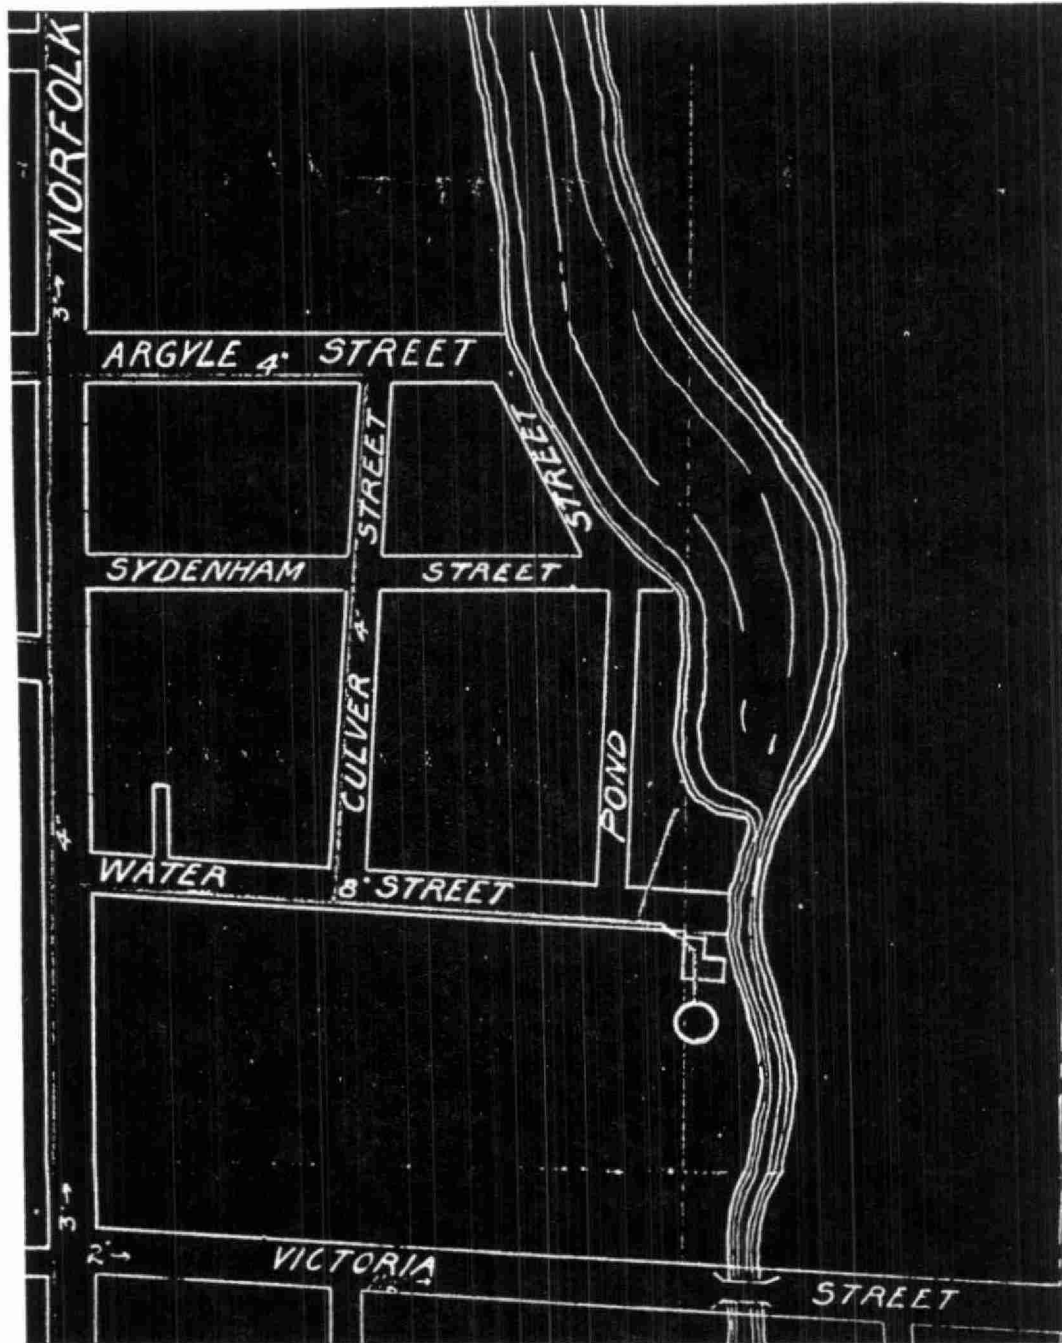 NORFOLK
3"→
ARGYLE 4" STREET
STREET
STREET
SYDENHAM STREET
4"
CULVER
POND
4"
WATER 8" STREET
3"→
2"→
VICTORIA
STREET